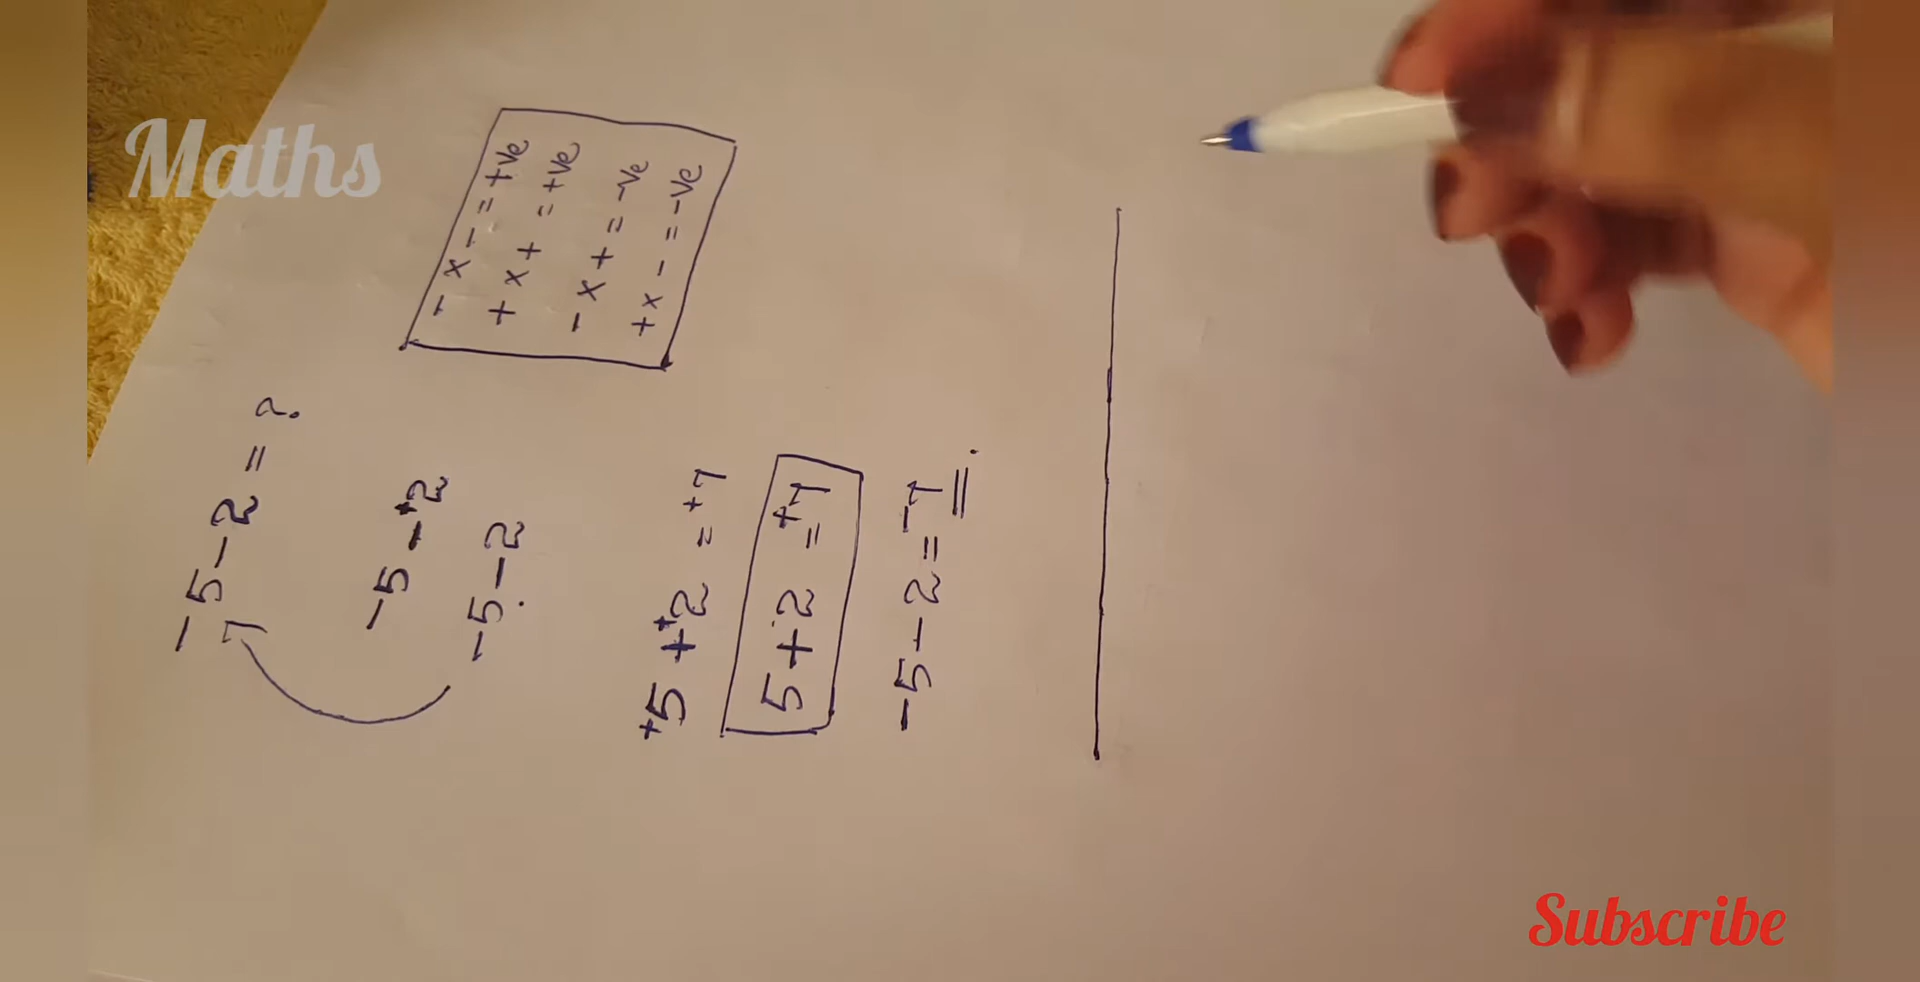 Maths
- x - = +ve
+ x + = +ve
- x + = -ve
+ x - = -ve
-5-2 = ?
7
-5-+2
-5-2
+5 ++2 = +7
5+2 = +7
-5-2 = -7
Subscribe